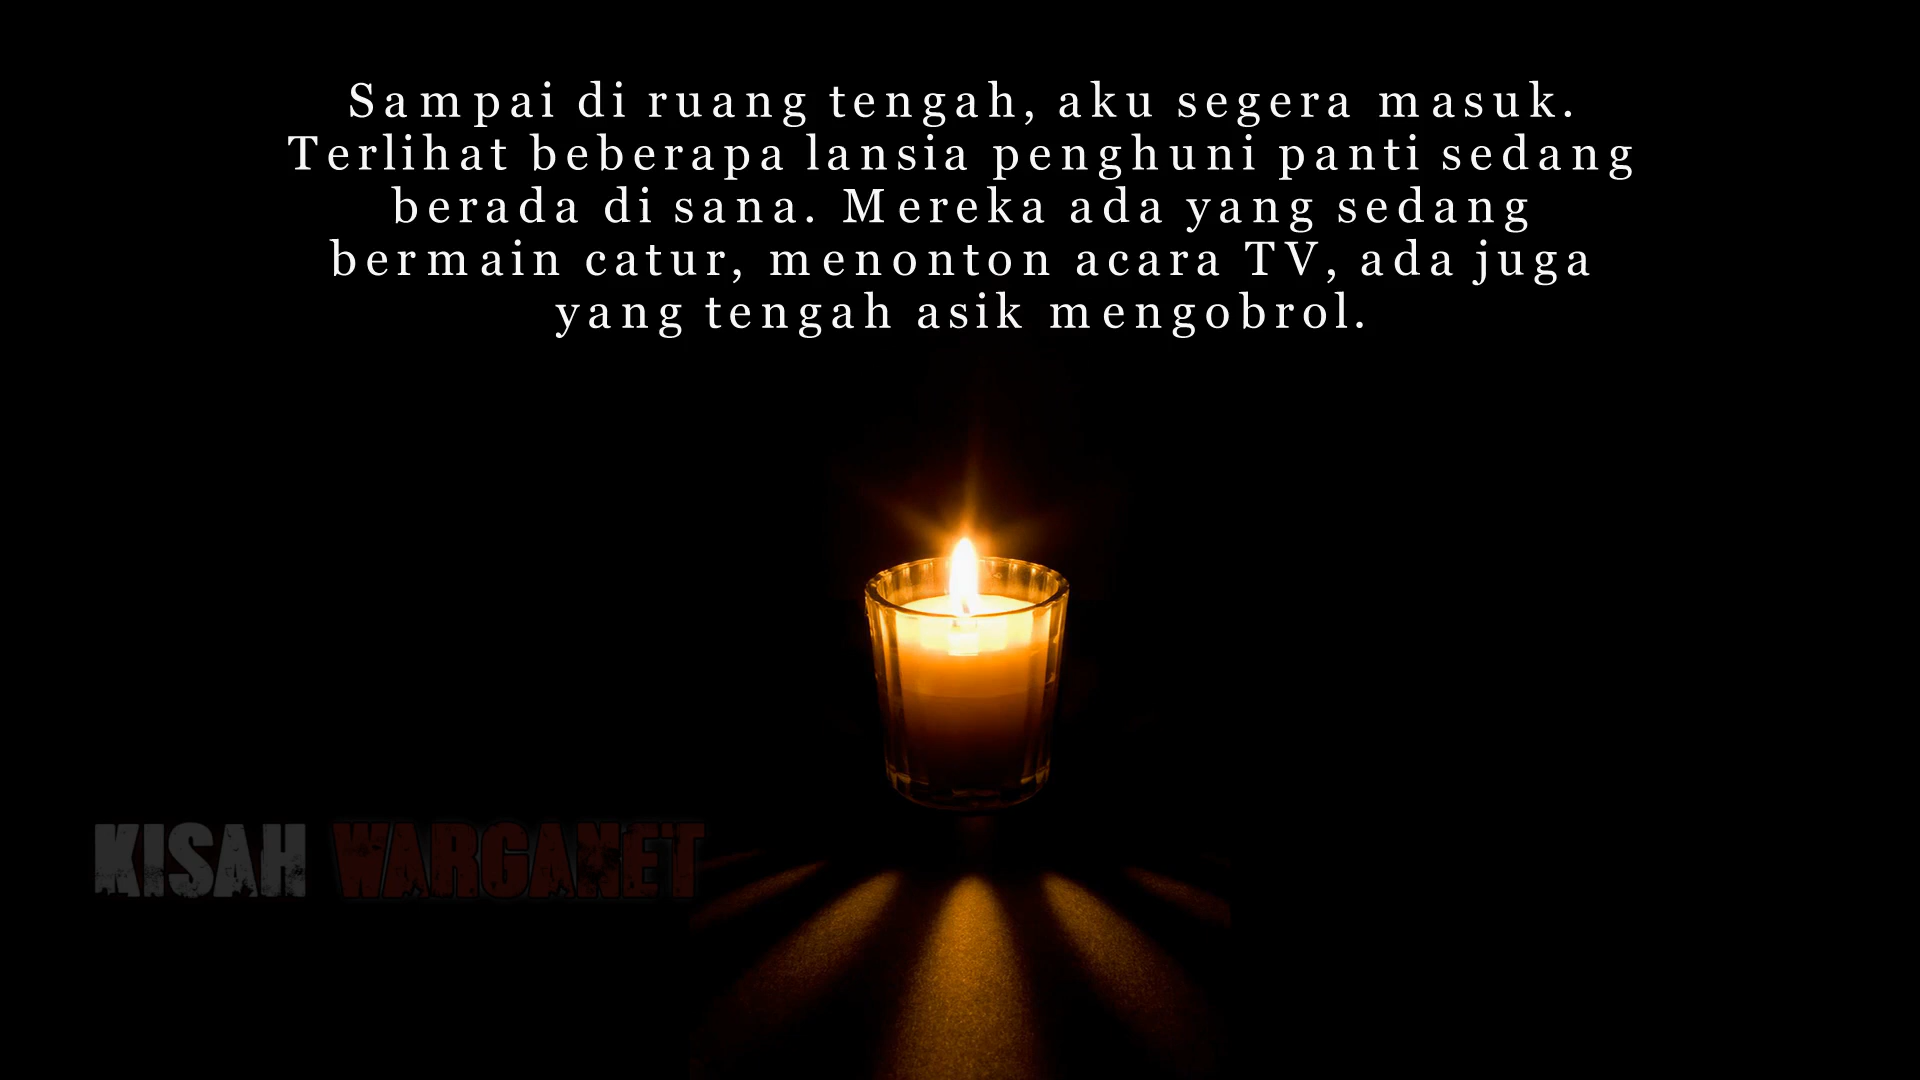 Sampai di ruang tengah, aku segera masuk.
Terlihat beberapa lansia penghuni panti sedang
berada di sana. Mereka ada yang sedang
bermain catur, menonton acara TV, ada juga
yang tengah asik mengobrol.
KISAH WARGANET